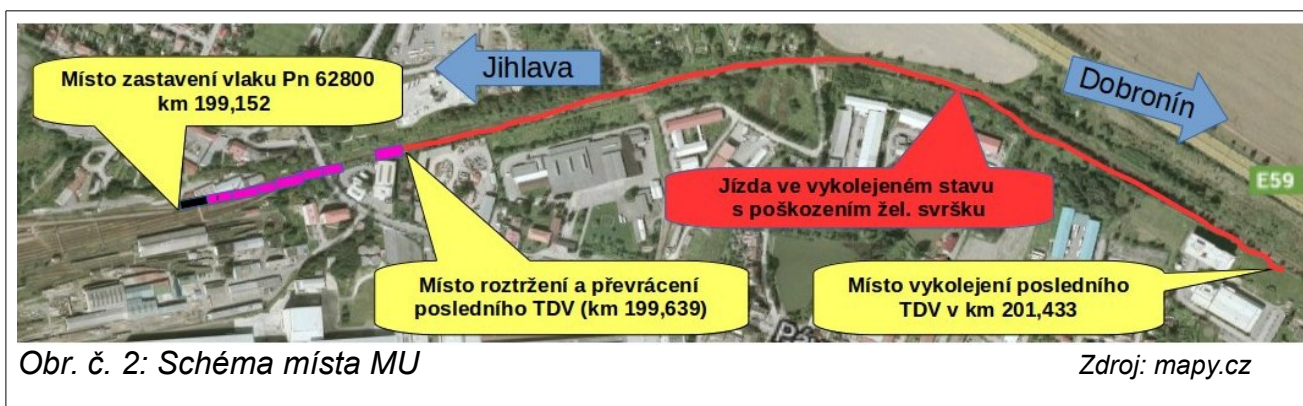 Místo zastavení vlaku Pn 62800
km 199,152
Jihlava
Dobronín
E59
Jízda ve vykolejeném stavu
s poškozením žel. svršku
Místo roztržení a převrácení
posledního TDV (km 199,639)
Místo vykolejení posledního
TDV v km 201,433
Obr. č. 2: Schéma místa MU
Zdroj: mapy.cz